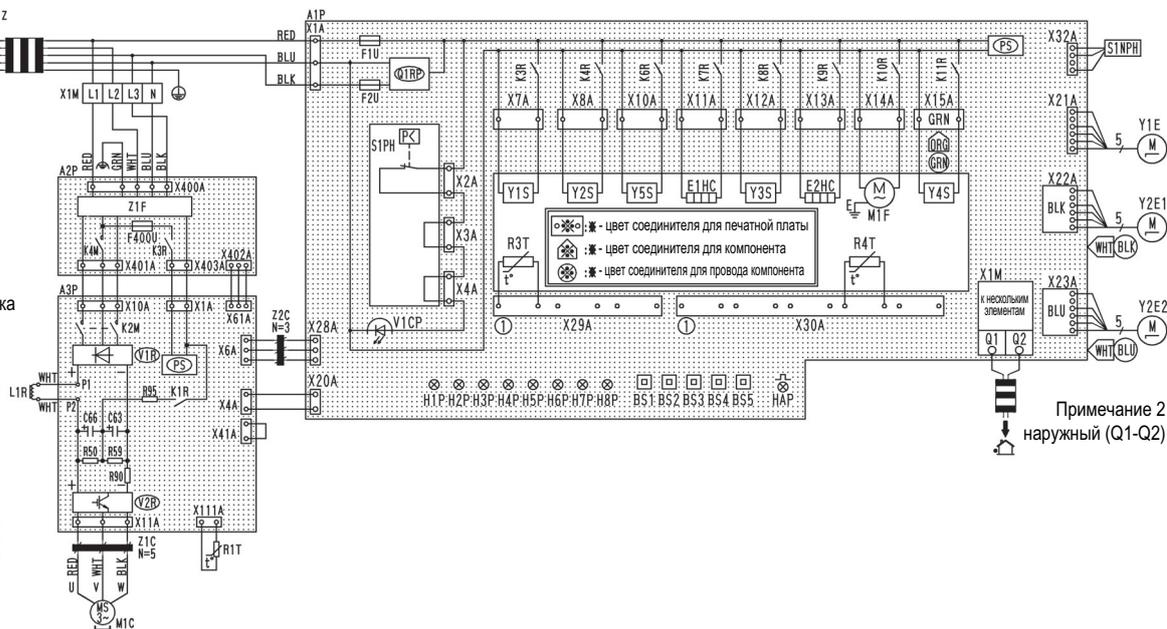 Z
A1P
X1A
RED
BLU
BLK
F1U
F2U
Q1RP
PS
X32A
S1NPH
X1M L1 L2 L3 N
K3R K4R K6R K7R K8R K9R K10R K11R
X7A X8A X10A X11A X12A X13A X14A X15A
GRN
ORG
GRN
X21A
5
Y1E
M
A2P
RED GRN WHT BLU BLK
X400A
Z1F
F400U
K4M K3R
X402A
X401A X403A
S1PH
P<
X2A
X3A
X4A
V1CP
Y1S Y2S Y5S E1HC Y3S E2HC M Y4S
E M1F
:⁕ - цвет соединителя для печатной платы
:⁕ - цвет соединителя для компонента
:⁕ - цвет соединителя для провода компонента
R3T
t°
R4T
t°
X22A
BLK
5
Y2E1
M
WHT BLK
X1M
к нескольким
элементам
Q1 Q2
X23A
BLU
5
Y2E2
M
WHT BLU
1 X29A
1 X30A
ка
A3P
X10A X1A X61A
K2M
V1R
PS
Z2C
N=3
X28A
X6A
X20A
X4A
X41A
WHT
L1R
WHT
P1
P2
R95 K1R
C66 C63
R50 R59
R90
V2R
X11A
X111A
R1T
t°
Z1C
N=5
RED WHT BLK
U V W
MS
3~
M1C
H1P H2P H3P H4P H5P H6P H7P H8P
BS1 BS2 BS3 BS4 BS5
HAP
Примечание 2
наружный (Q1-Q2)